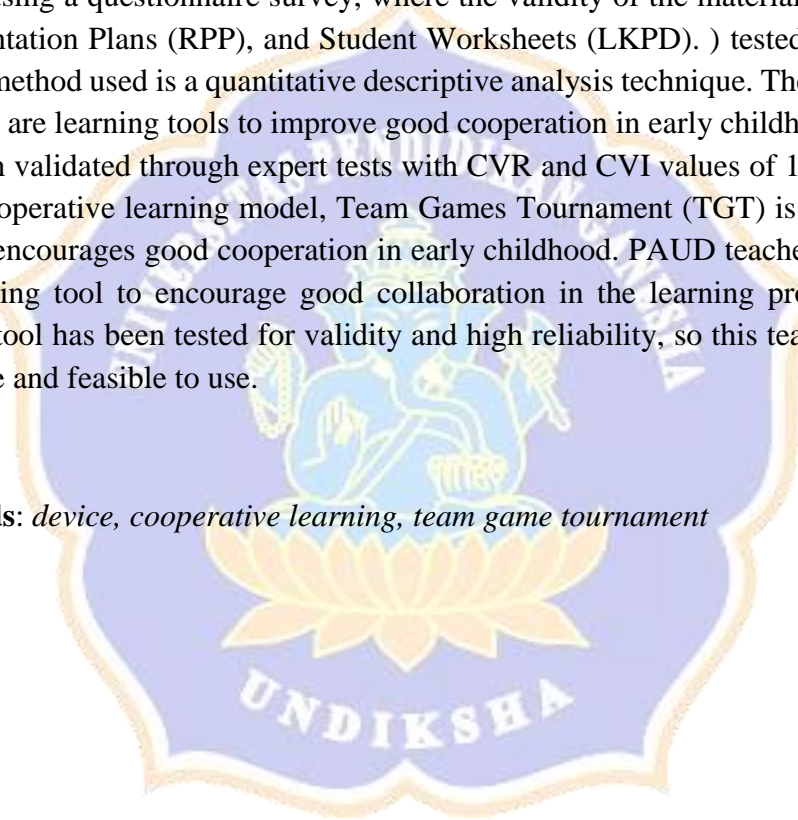 using a questionnaire survey, where the validity of the material
ntation Plans (RPP), and Student Worksheets (LKPD). ) tested
method used is a quantitative descriptive analysis technique. The
are learning tools to improve good cooperation in early childh
n validated through expert tests with CVR and CVI values of 1
operative learning model, Team Games Tournament (TGT) is
encourages good cooperation in early childhood. PAUD teache
ing tool to encourage good collaboration in the learning pro
tool has been tested for validity and high reliability, so this tea
e and feasible to use.
ls: device, cooperative learning, team game tournament
UNIVERSITAS PENDIDIKAN GANESHA
UNDIKSHA